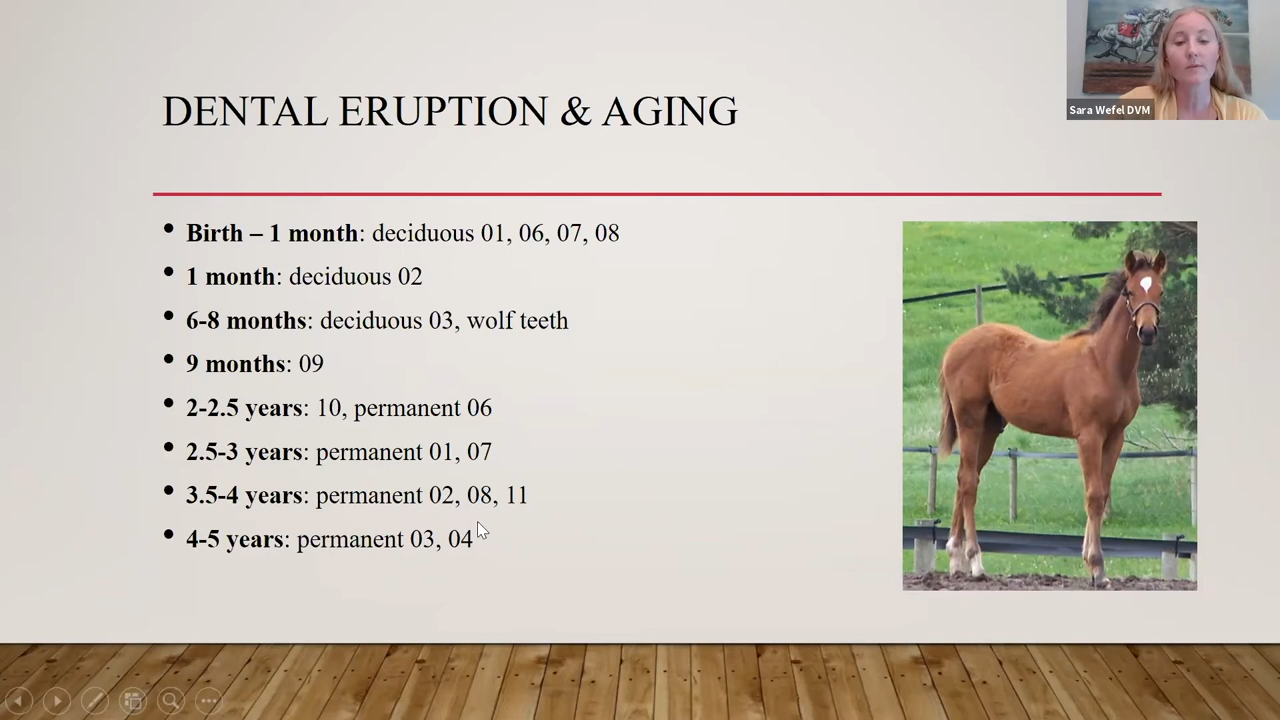 DENTAL ERUPTION & AGING
Sara Wefel DVM
• Birth – 1 month: deciduous 01, 06, 07, 08
• 1 month: deciduous 02
• 6-8 months: deciduous 03, wolf teeth
• 9 months: 09
• 2-2.5 years: 10, permanent 06
• 2.5-3 years: permanent 01, 07
• 3.5-4 years: permanent 02, 08, 11
• 4-5 years: permanent 03, 04